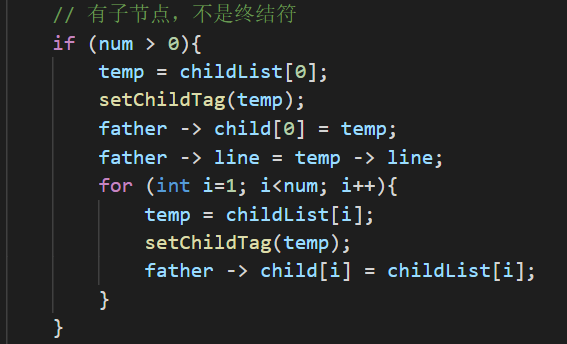 // 有子节点，不是终结符
if (num > 0){
temp = childList[0];
setChildTag(temp);
father -> child[0] = temp;
father -> line = temp -> line;
for (int i=1; i<num; i++){
temp = childList[i];
setChildTag(temp);
father -> child[i] = childList[i];
}
}